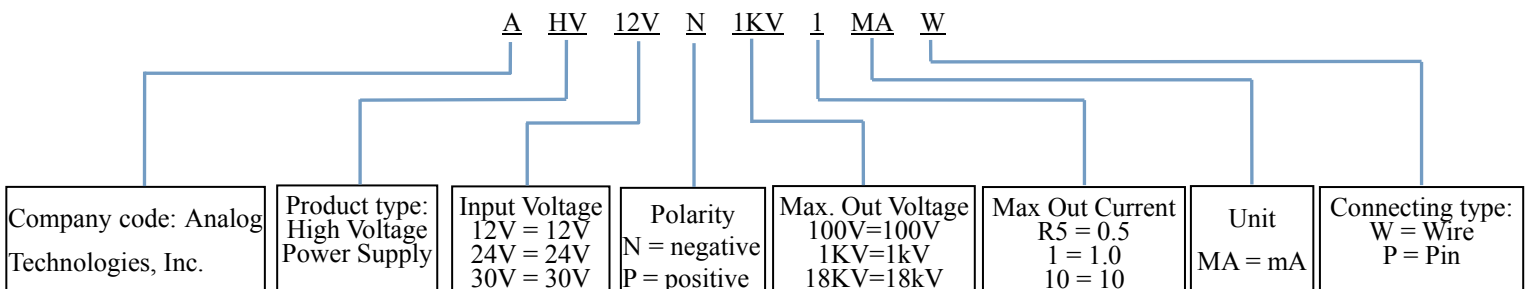 A HV 12V N 1KV 1 MA W
Company code: Analog
Technologies, Inc.
Product type:
High Voltage
Power Supply
Input Voltage
12V = 12V
24V = 24V
30V = 30V
Polarity
N = negative
P = positive
Max. Out Voltage
100V=100V
1KV=1kV
18KV=18kV
Max Out Current
R5 = 0.5
1 = 1.0
10 = 10
Unit
MA = mA
Connecting type:
W = Wire
P = Pin